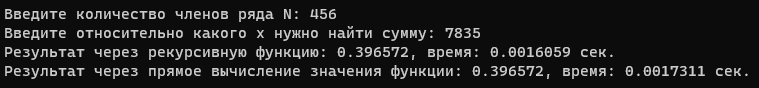 Введите количество членов ряда N: 456
Введите относительно какого x нужно найти сумму: 7835
Результат через рекурсивную функцию: 0.396572, время: 0.0016059 сек.
Результат через прямое вычисление значения функции: 0.396572, время: 0.0017311 сек.